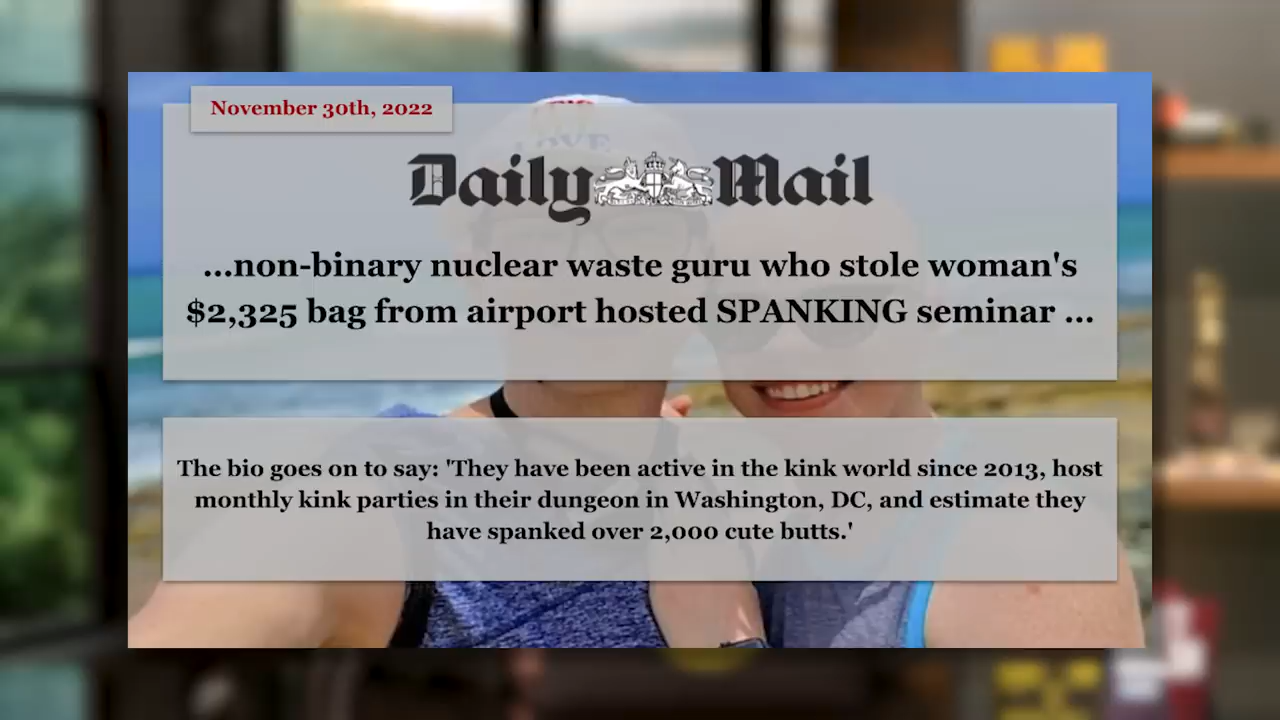 November 30th, 2022
Daily Mail
...non-binary nuclear waste guru who stole woman's
$2,325 bag from airport hosted SPANKING seminar ...
The bio goes on to say: 'They have been active in the kink world since 2013, host
monthly kink parties in their dungeon in Washington, DC, and estimate they
have spanked over 2,000 cute butts.'